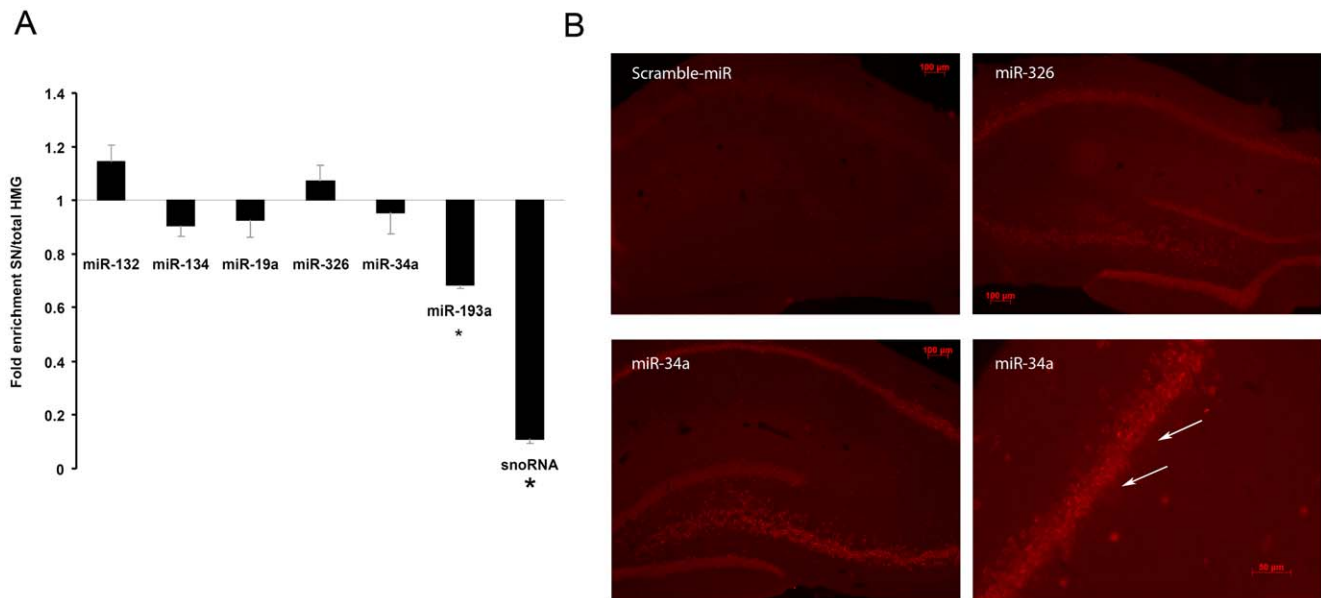 A
B
Fold enrichment SN/total HMG
1.4
1.2
1
0.8
0.6
0.4
0.2
0
miR-132
miR-134
miR-19a
miR-326
miR-34a
miR-193a
*
snoRNA
*
Scramble-miR
100 µm
miR-326
100 µm
miR-34a
100 µm
miR-34a
50 µm